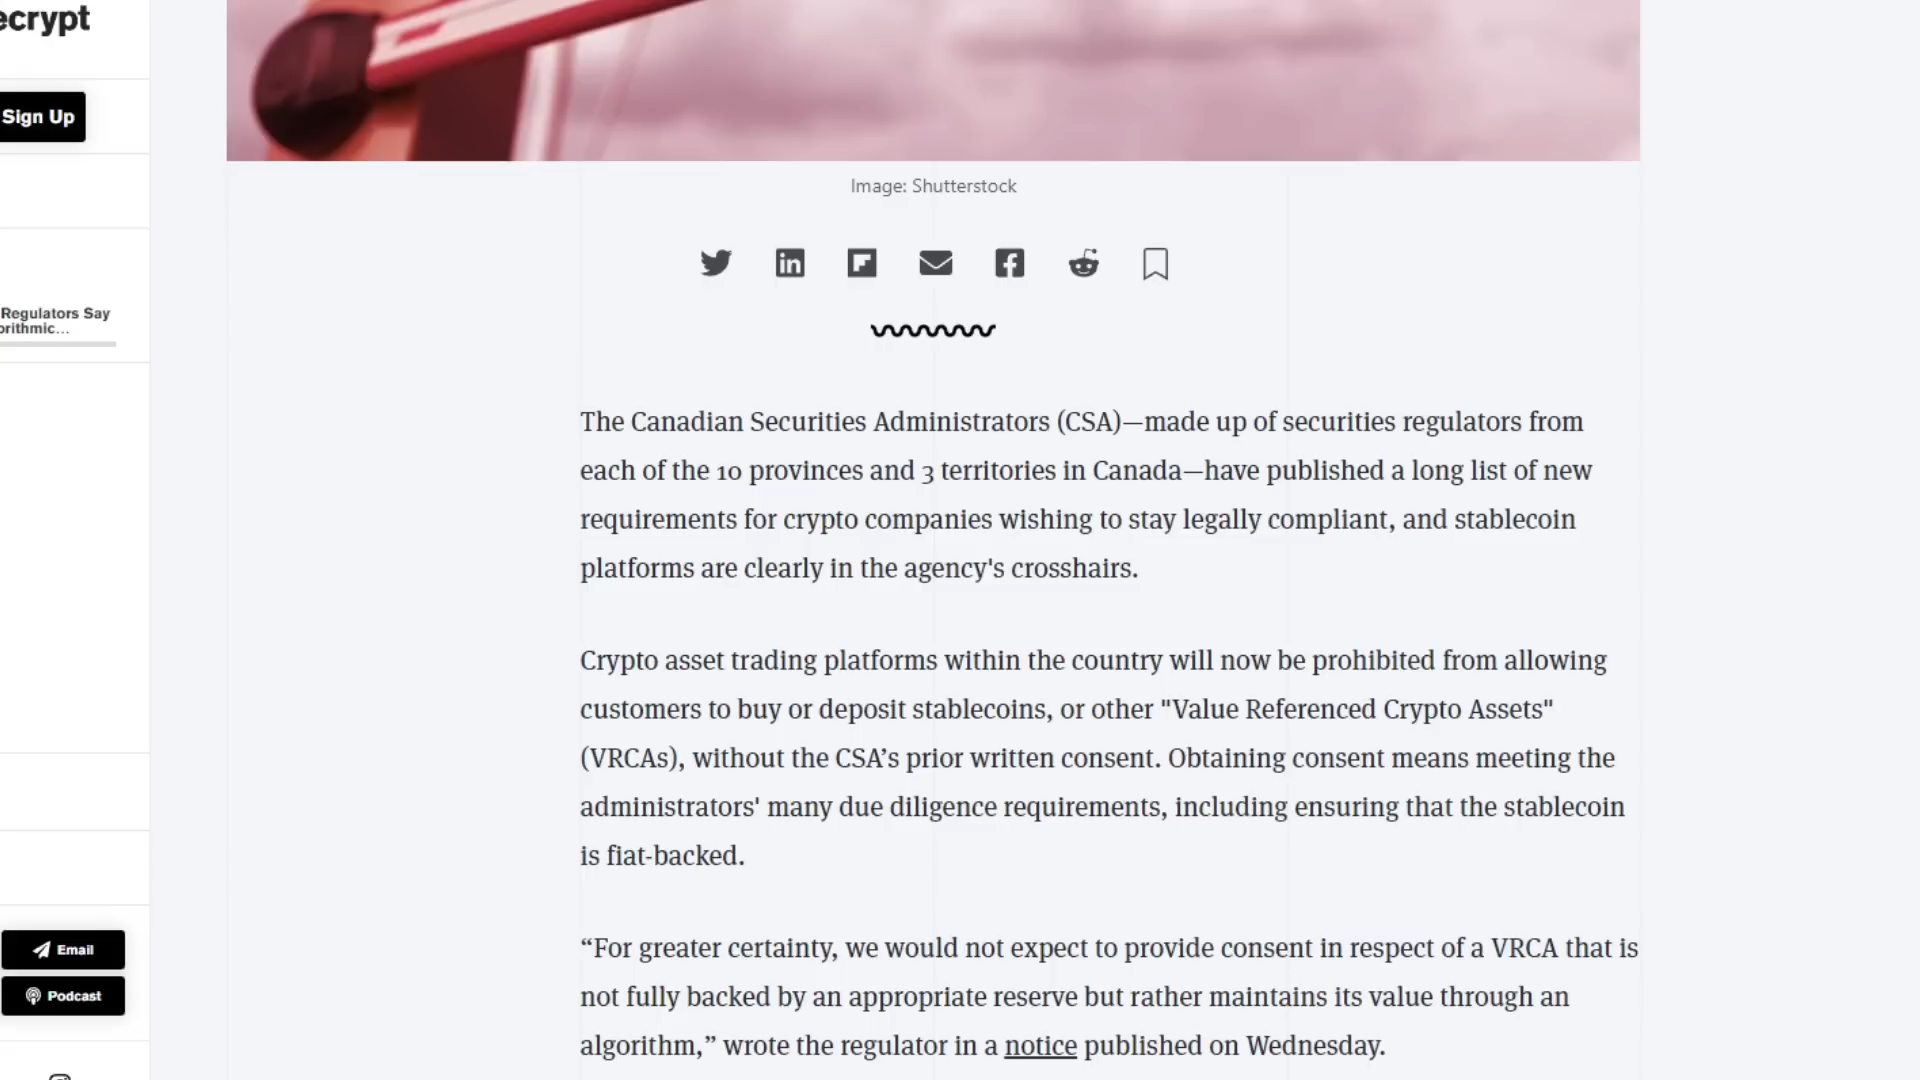 ecrypt
Sign Up
Regulators Say
orithmic...
Email
Podcast
Image: Shutterstock
The Canadian Securities Administrators (CSA)—made up of securities regulators from
each of the 10 provinces and 3 territories in Canada—have published a long list of new
requirements for crypto companies wishing to stay legally compliant, and stablecoin
platforms are clearly in the agency's crosshairs.
Crypto asset trading platforms within the country will now be prohibited from allowing
customers to buy or deposit stablecoins, or other "Value Referenced Crypto Assets"
(VRCAs), without the CSA’s prior written consent. Obtaining consent means meeting the
administrators' many due diligence requirements, including ensuring that the stablecoin
is fiat-backed.
“For greater certainty, we would not expect to provide consent in respect of a VRCA that is
not fully backed by an appropriate reserve but rather maintains its value through an
algorithm,” wrote the regulator in a notice published on Wednesday.